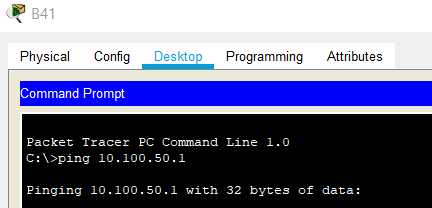 B41
Physical Config Desktop Programming Attributes
Command Prompt
Packet Tracer PC Command Line 1.0
C:\>ping 10.100.50.1
Pinging 10.100.50.1 with 32 bytes of data: